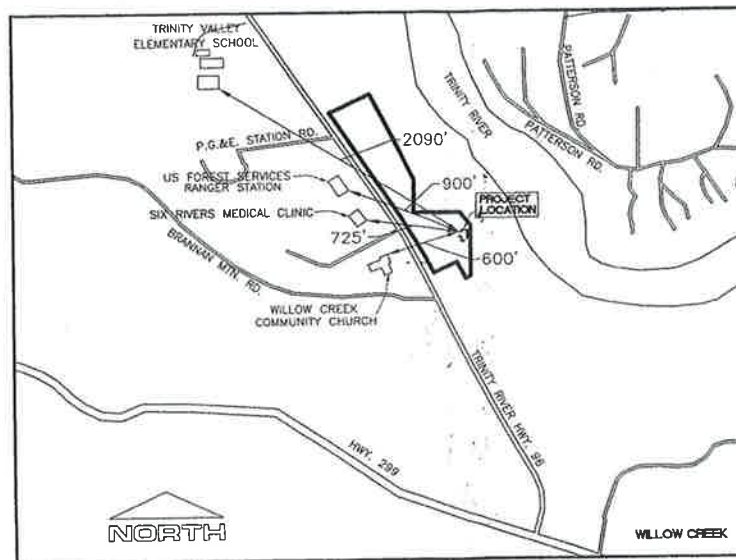 TRINITY VALLEY
ELEMENTARY SCHOOL
P.G.&E. STATION RD.
US FOREST SERVICES
RANGER STATION
SIX RIVERS MEDICAL CLINIC
BRANNAN MTN. RD.
725'
WILLOW CREEK
COMMUNITY CHURCH
2090'
900'
PROJECT
LOCATION
600'
TRINITY RIVER
PATTERSON RD.
PATTERSON RD.
TRINITY RIVER HWY. 96
HWY. 299
NORTH
WILLOW CREEK